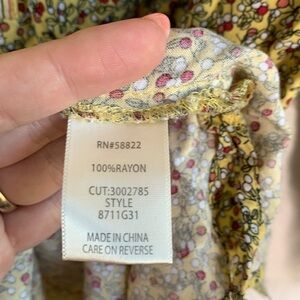 RN#58822
100%RAYON
CUT:3002785
STYLE
8711G31
MADE IN CHINA
CARE ON REVERSE